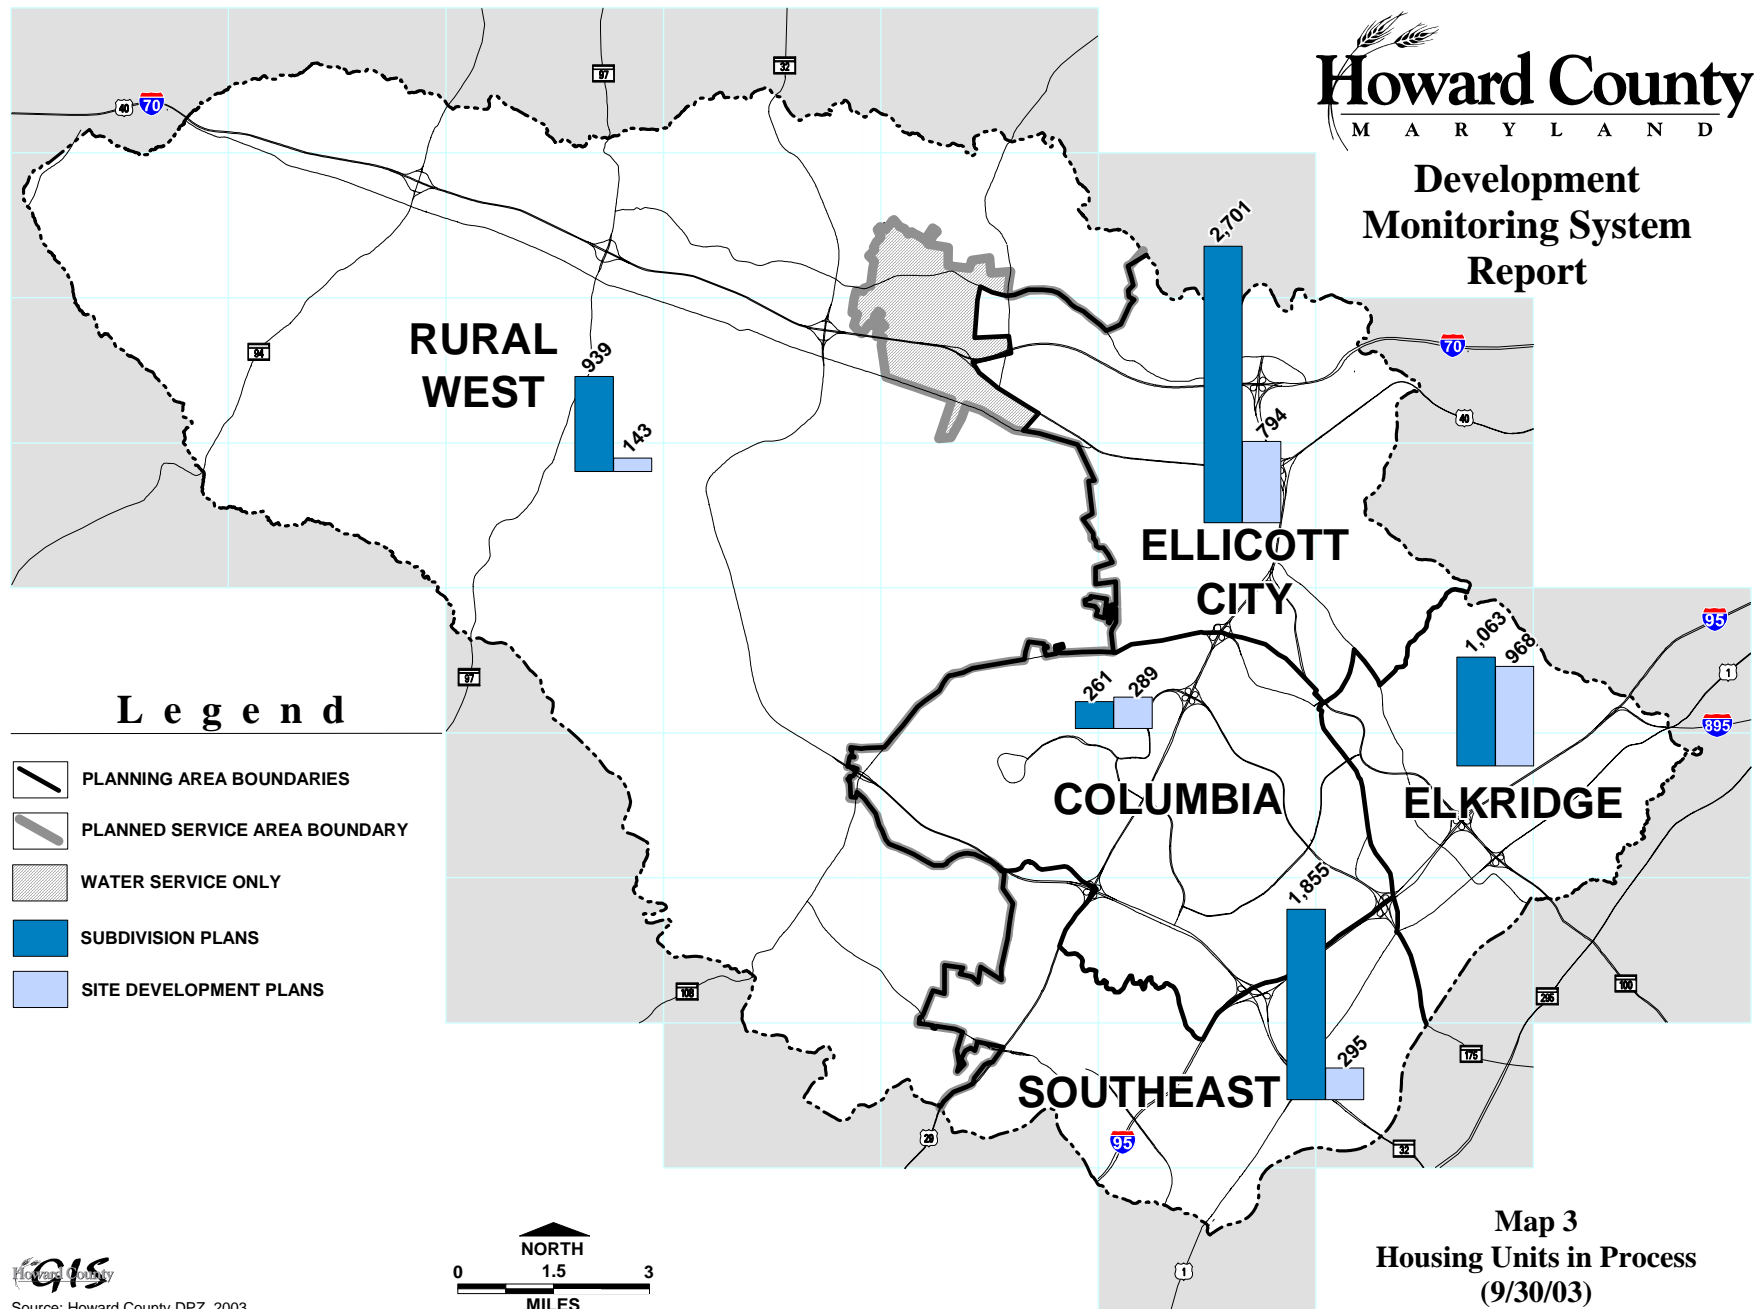 Howard County
MARYLAND
Development
Monitoring System
Report
40
70
97
32
2,701
70
40
94
RURAL
WEST
939
143
794
ELLICOTT
CITY
1,063
968
95
1
895
97
261
289
Legend
PLANNING AREA BOUNDARIES
PLANNED SERVICE AREA BOUNDARY
WATER SERVICE ONLY
SUBDIVISION PLANS
SITE DEVELOPMENT PLANS
COLUMBIA
ELKRIDGE
1,855
108
100
295
175
295
SOUTHEAST
29
95
32
1
Map 3
Housing Units in Process
(9/30/03)
NORTH
0 1.5 3
MILES
GIS
Howard County
Source: Howard County DPZ, 2003